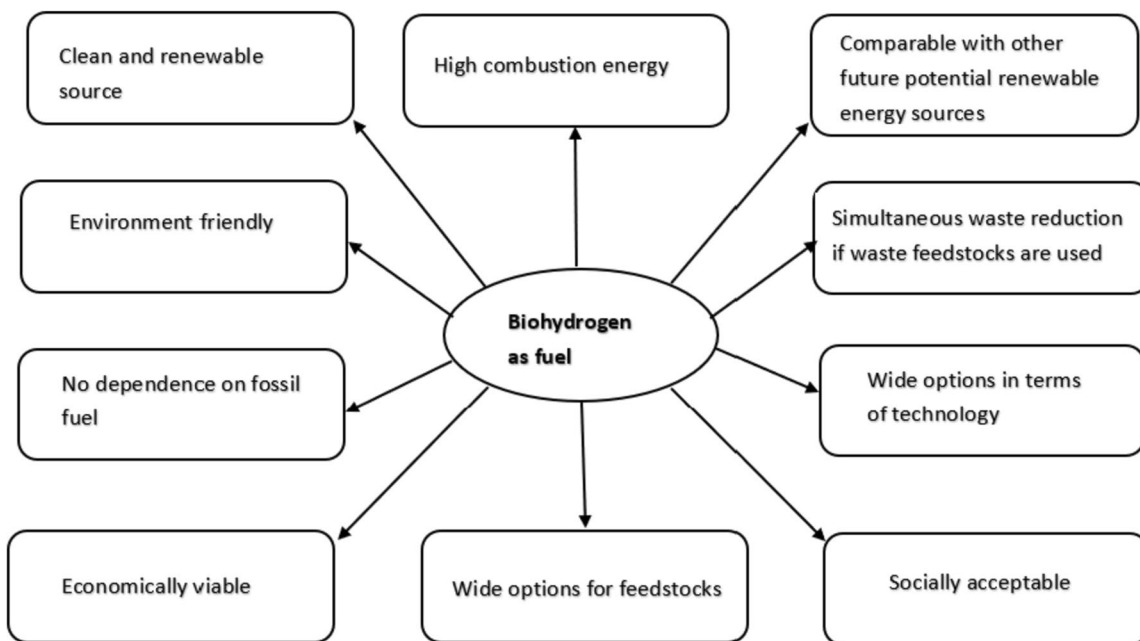 Clean and renewable
source
High combustion energy
Comparable with other
future potential renewable
energy sources
Environment friendly
Simultaneous waste reduction
if waste feedstocks are used
Biohydrogen
as fuel
No dependence on fossil
fuel
Wide options in terms
of technology
Economically viable
Wide options for feedstocks
Socially acceptable